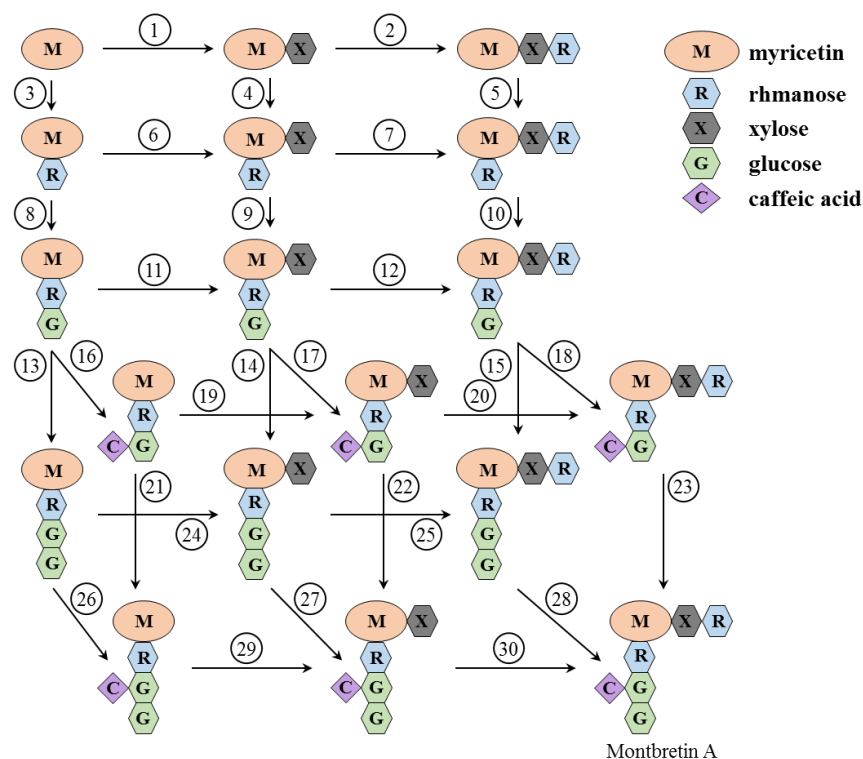 1 2
M M X M X R
3 4 5
6 7
M M X M X R
R R R
8 9 10
11 12
M M X M X R
R R R
G G G
13 16 14 17 15 18
M M X M X R
19 20
R R R
C G C G C G
21 22 23
M M X M X R
R R R
24 25
G G G
G G G
26 27 28
M M X M X R
29 30
R R R
C G C G C G
G G G
Montbretin A
M myricetin
R rhmanose
X xylose
G glucose
C caffeic acid